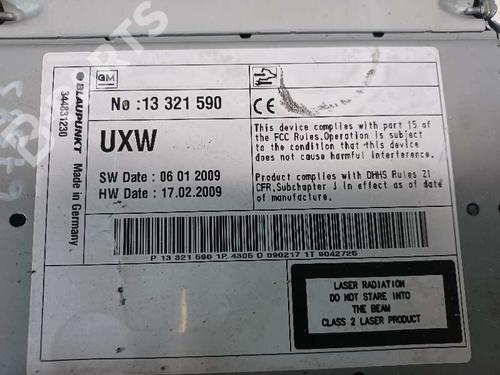 GM
No :13 321 590
UXW
SW Date : 06 01 2009
HW Date : 17.02.2009
BLAUPUNKT
Made in Germany
344831230
CE
This device complies with part 15 of
the FCC Rules.Operation is subject
to the condition that this device
does not cause harmful interference.
Product complies with DHHS Rules 21
CFR,Subchapter J in effect as of date
of manufacture.
P 13 321 590 1P. 4305 D 090217 1T 9042726
LASER RADIATION
DO NOT STARE INTO
THE BEAM
CLASS 2 LASER PRODUCT